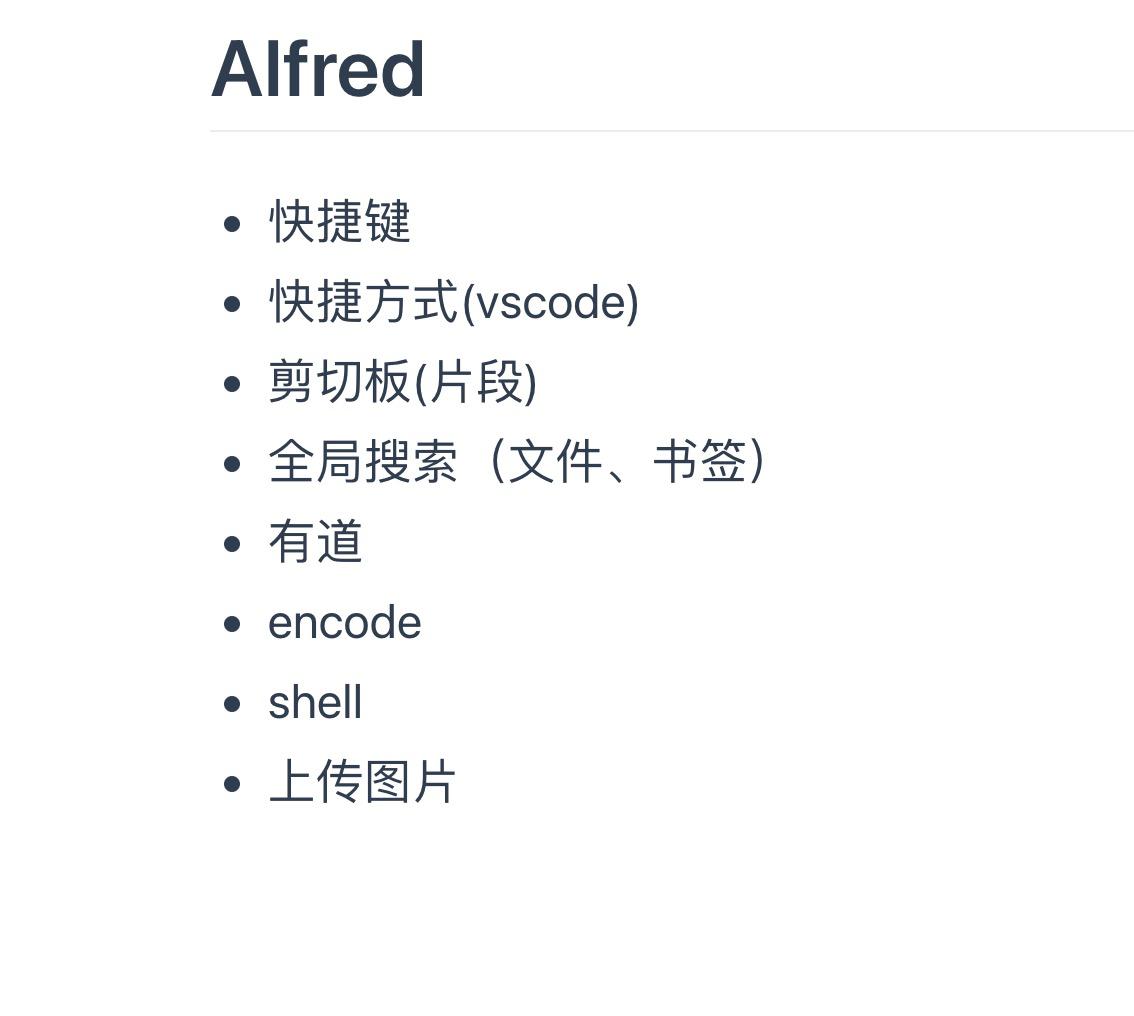 Alfred
快捷键
快捷方式(vscode)
剪切板(片段)
全局搜索（文件、书签）
有道
encode
shell
上传图片